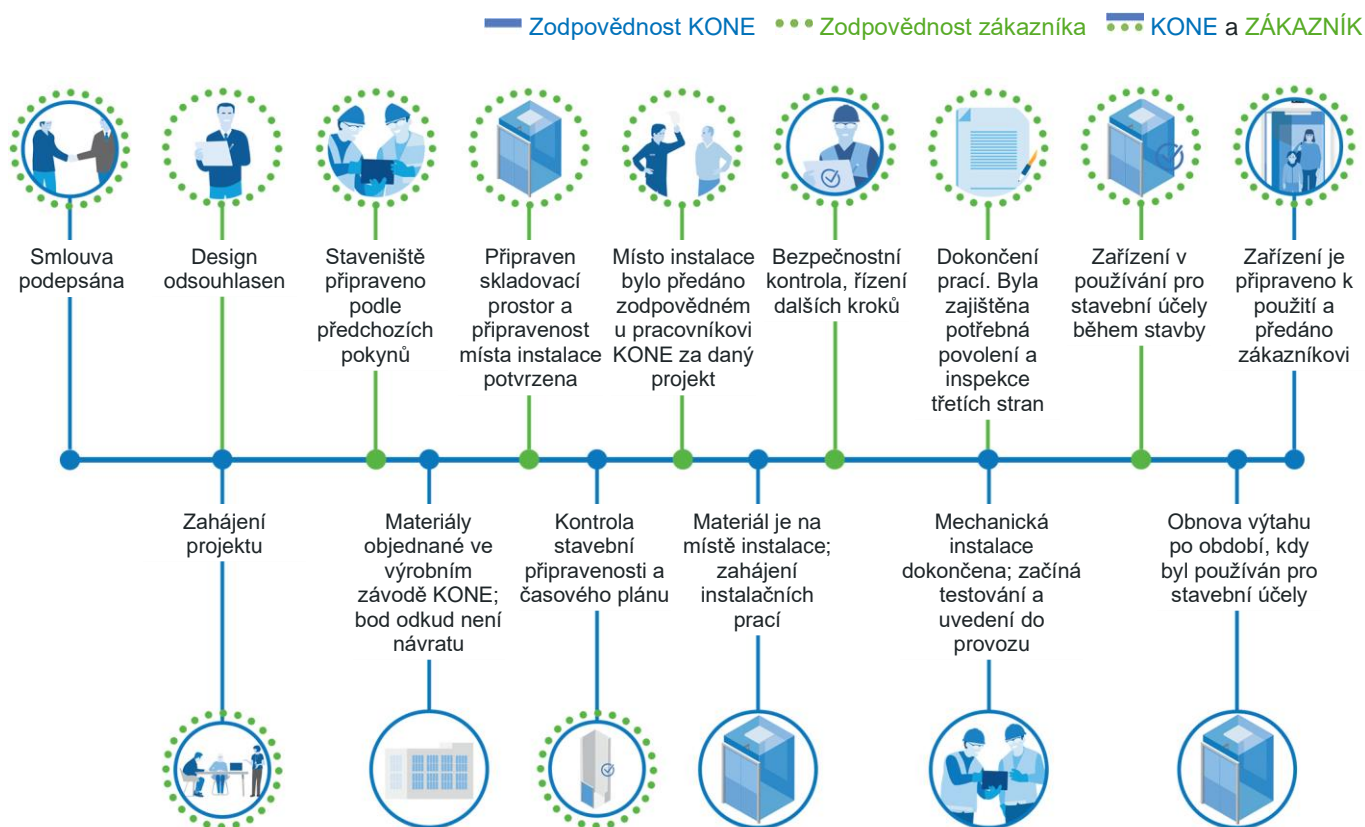 Zodpovědnost KONE
Zodpovědnost zákazníka
KONE a ZÁKAZNÍK
Smlouva
podepsána
Design
odsouhlasen
Staveniště
připraveno
podle
předchozích
pokynů
Připraven
skladovací
prostor a
připravenost
místa instalace
potvrzena
Místo instalace
bylo předáno
zodpovědném
u pracovníkovi
KONE za daný
projekt
Bezpečnostní
kontrola, řízení
dalších kroků
Dokončení
prací. Byla
zajištěna
potřebná
povolení a
inspekce
třetích stran
Zařízení v
používání pro
stavební účely
během stavby
Zařízení je
připraveno k
použití a
předáno
zákazníkovi
Zahájení
projektu
Materiály
objednané ve
výrobním
závodě KONE;
bod odkud není
návratu
Kontrola
stavební
připravenosti a
časového plánu
Materiál je na
místě instalace;
zahájení
instalačních
prací
Mechanická
instalace
dokončena; začíná
testování a
uvedení do
provozu
Obnova výtahu
po období, kdy
byl používán pro
stavební účely